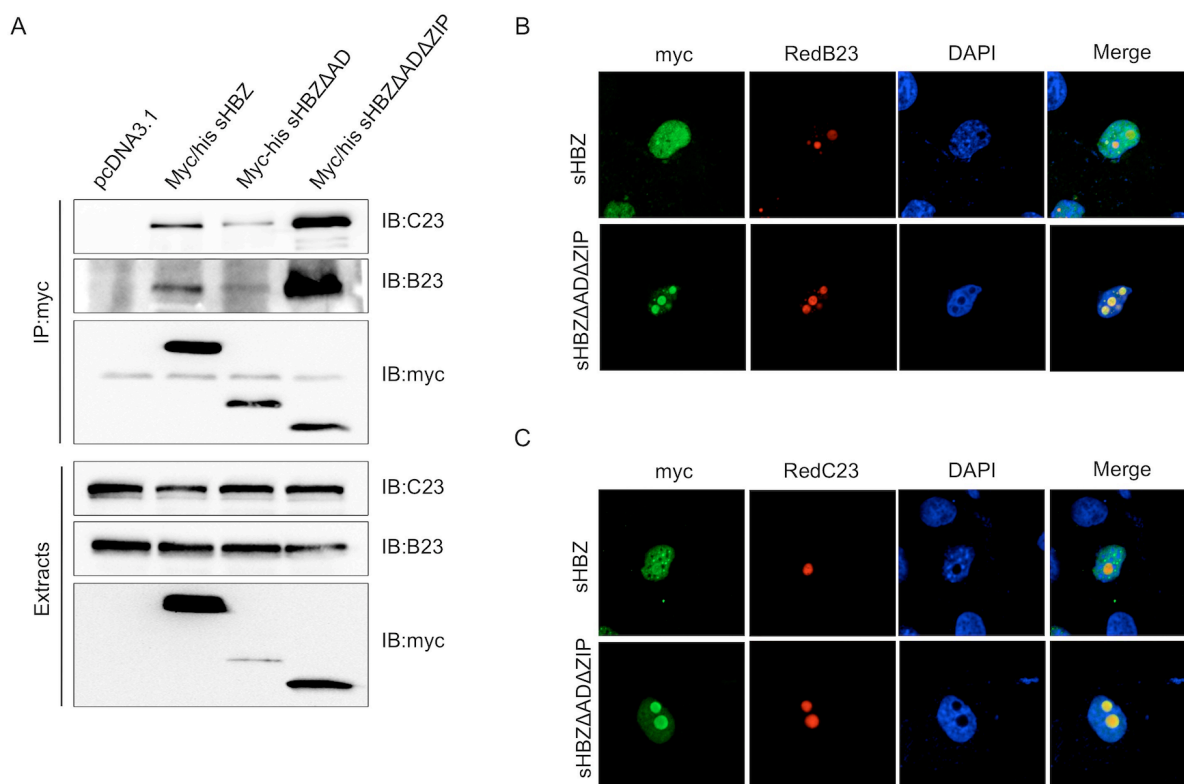 A
pcDNA3.1
Myc/his sHBZ
Myc-his sHBZΔAD
Myc/his sHBZΔADΔZIP
IP:myc
IB:C23
IB:B23
IB:myc
Extracts
IB:C23
IB:B23
IB:myc
B
myc RedB23 DAPI Merge
sHBZ
sHBZΔADΔZIP
C
myc RedC23 DAPI Merge
sHBZ
sHBZΔADΔZIP